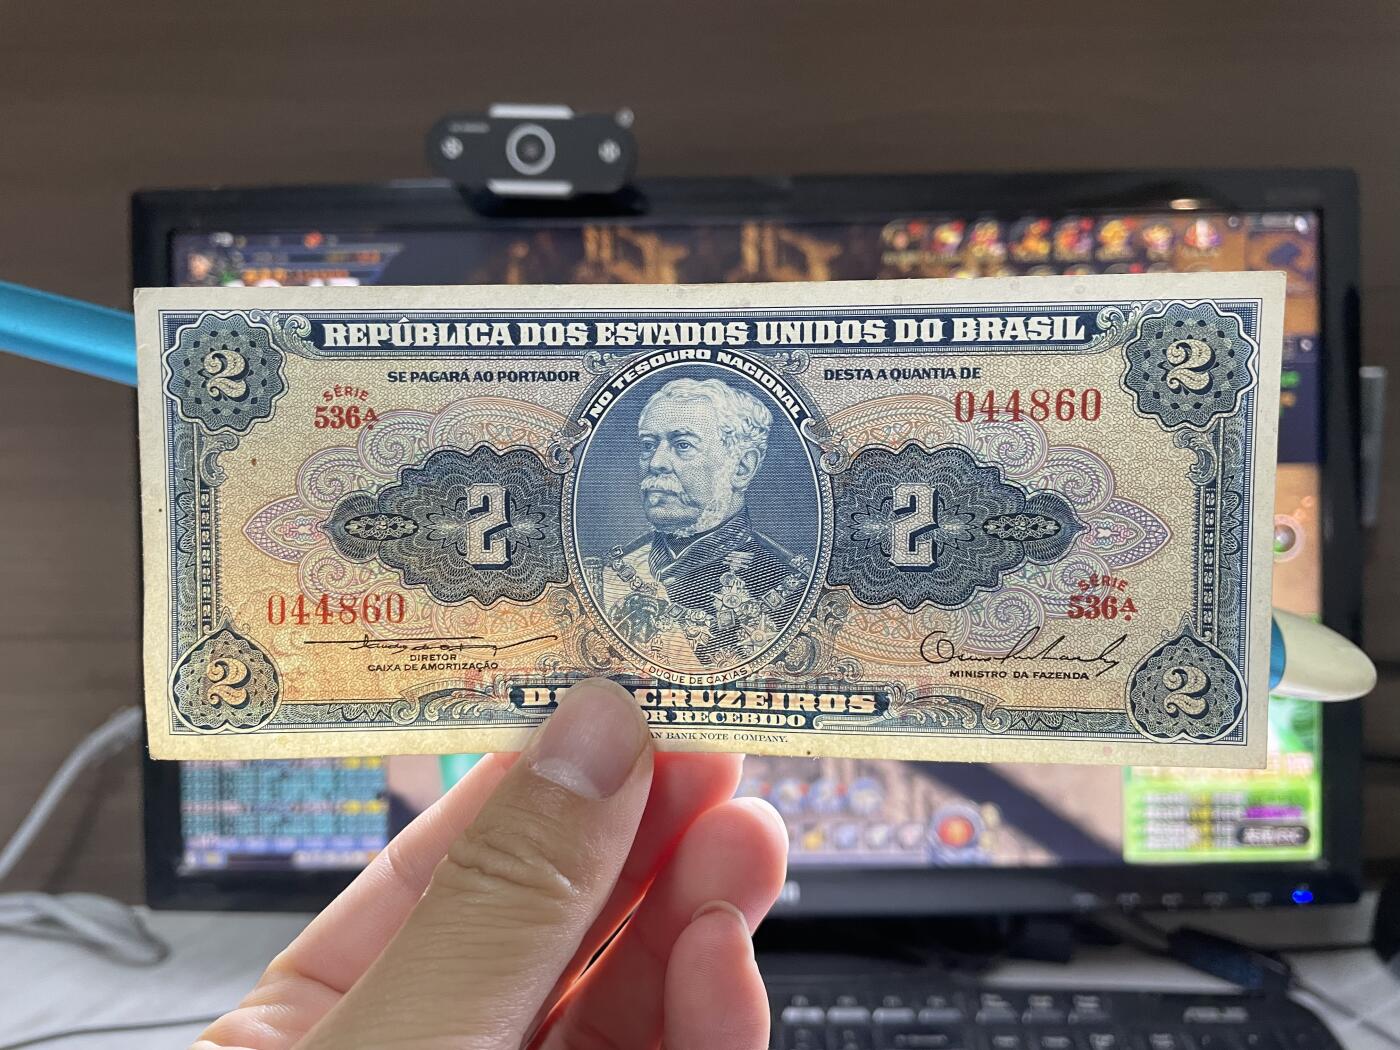 REPÚBLICA DOS ESTADOS UNIDOS DO BRASIL
2
2
SE PAGARÁ AO PORTADOR
NO TESOURO NACIONAL
DESTA A QUANTIA DE
SÉRIE
536A
044860
2
2
044860
SÉRIE
536A
DIRETOR
CAIXA DE AMORTIZAÇÃO
DUQUE DE CAXIAS
MINISTRO DA FAZENDA
2
2
CRUZEIROS
RECEBIDO
BANK NOTE COMPANY.